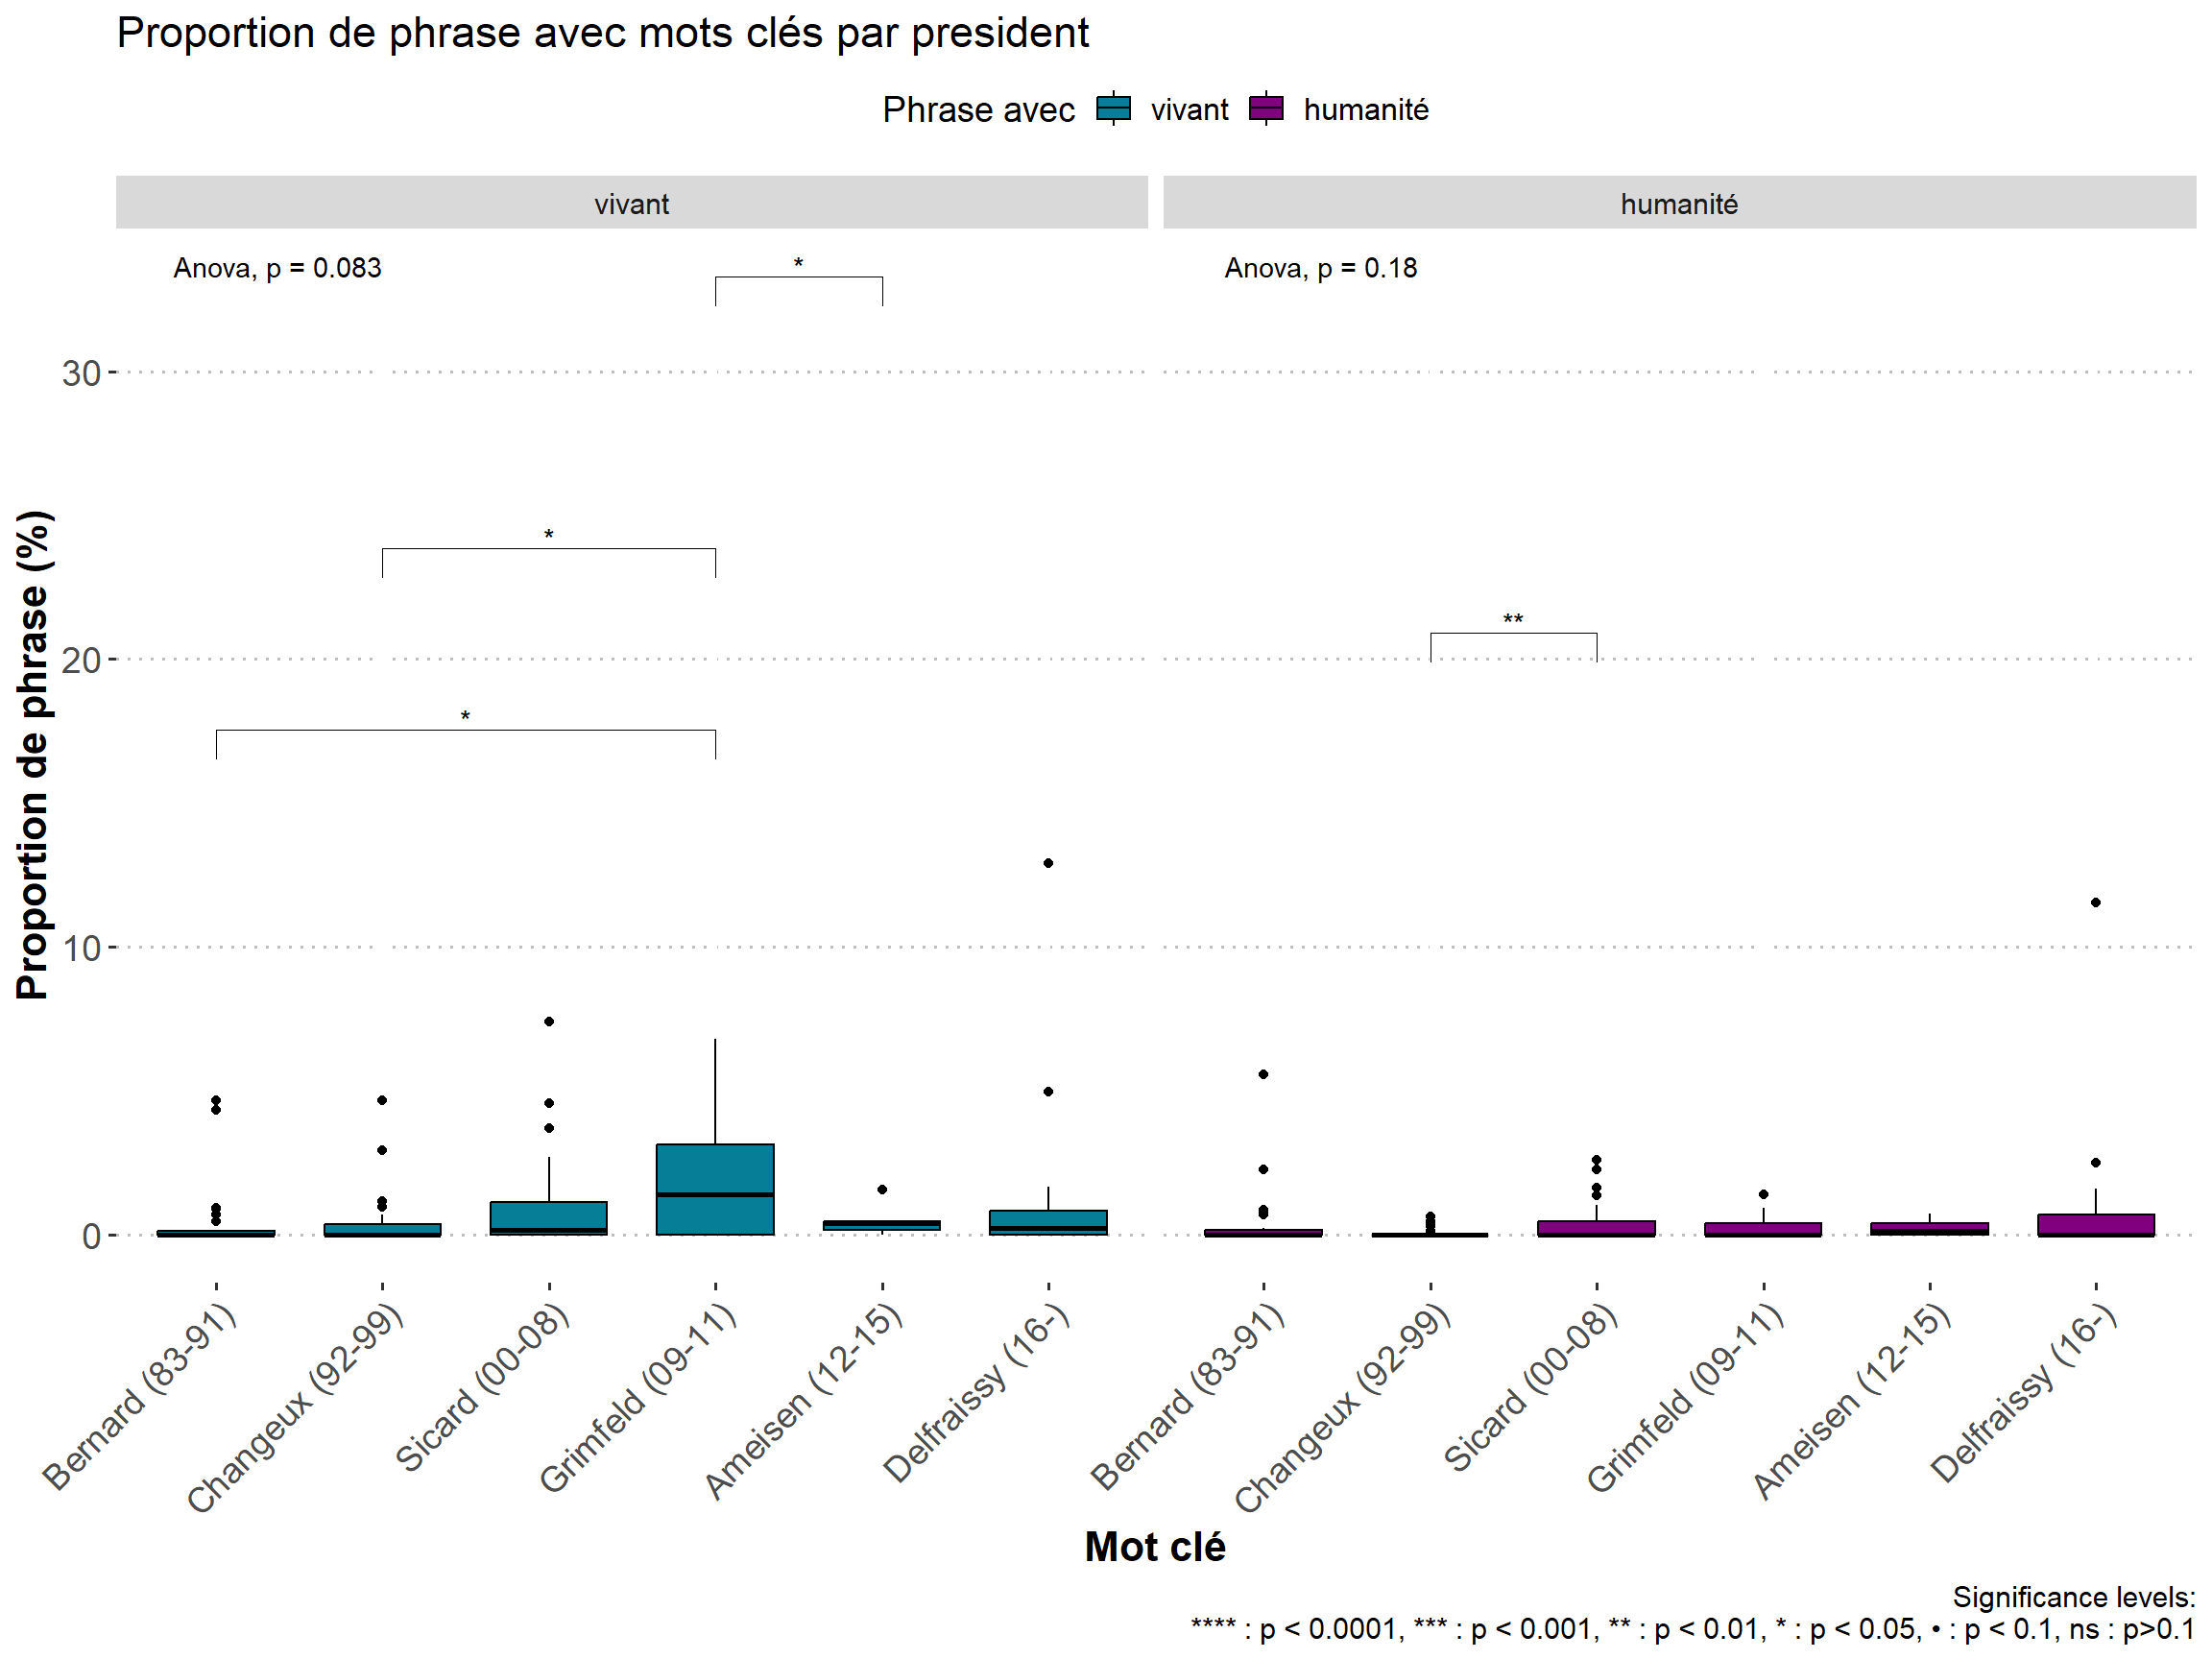 Proportion de phrase avec mots clés par president
Phrase avec vivant humanité
vivant
humanité
Anova, p = 0.083
*
*
*
Anova, p = 0.18
**
Proportion de phrase (%)
30
20
10
0
Bernard (83-91)
Changeux (92-99)
Sicard (00-08)
Grimfeld (09-11)
Ameisen (12-15)
Delfraissy (16-)
Bernard (83-91)
Changeux (92-99)
Sicard (00-08)
Grimfeld (09-11)
Ameisen (12-15)
Delfraissy (16-)
Mot clé
Significance levels:
**** : p < 0.0001, *** : p < 0.001, ** : p < 0.01, * : p < 0.05, • : p < 0.1, ns : p>0.1